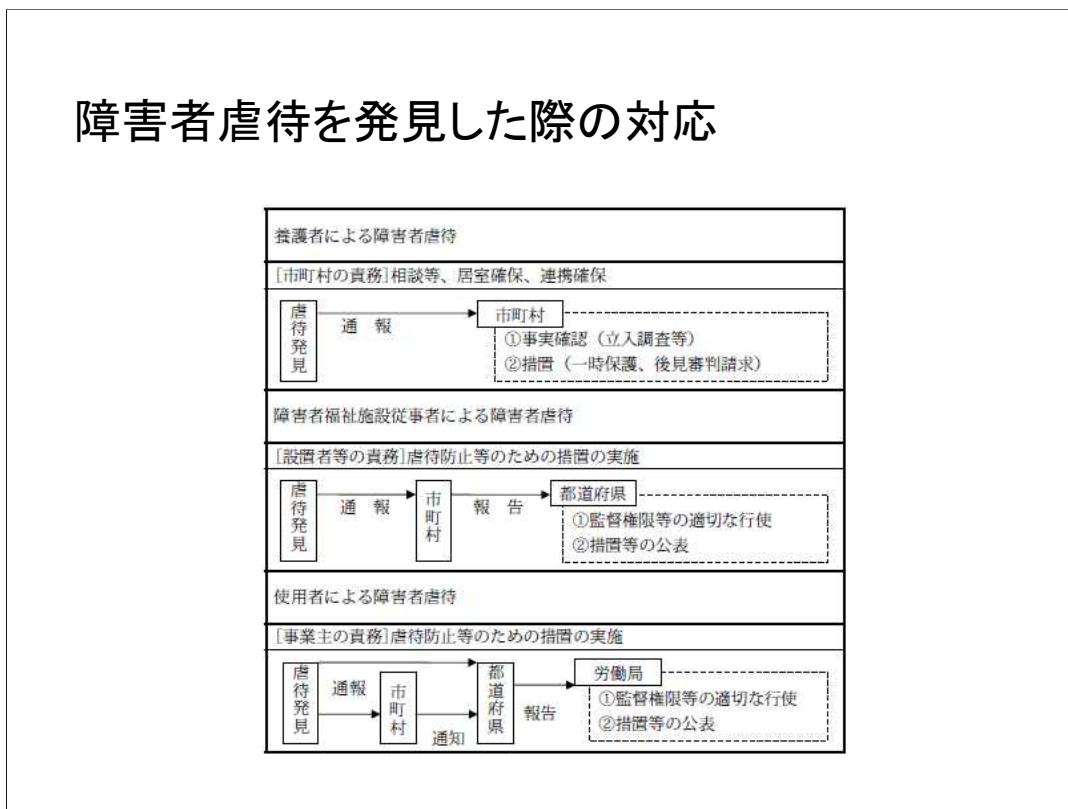 障害者虐待を発見した際の対応
養護者による障害者虐待
[市町村の責務]相談等、居室確保、連携確保
虐待発見
通 報
市町村
①事実確認（立入調査等）
②措置（一時保護、後見審判請求）
障害者福祉施設従事者による障害者虐待
[設置者等の責務]虐待防止等のための措置の実施
虐待発見
通 報
市町村
報 告
都道府県
①監督権限等の適切な行使
②措置等の公表
使用者による障害者虐待
[事業主の責務]虐待防止等のための措置の実施
虐待発見
通報
市町村
通知
都道府県
報告
労働局
①監督権限等の適切な行使
②措置等の公表